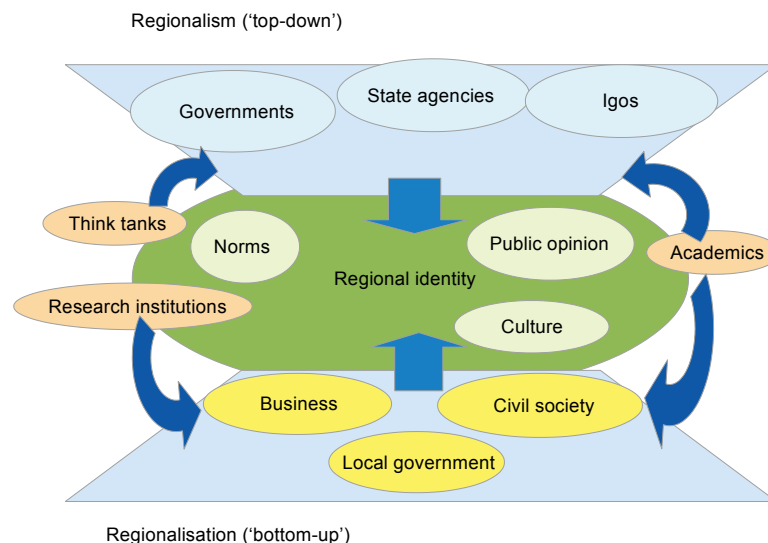 Regionalism (‘top-down’)
Governments
State agencies
Igos
Think tanks
Norms
Public opinion
Academics
Regional identity
Research institutions
Culture
Business
Civil society
Local government
Regionalisation (‘bottom-up’)